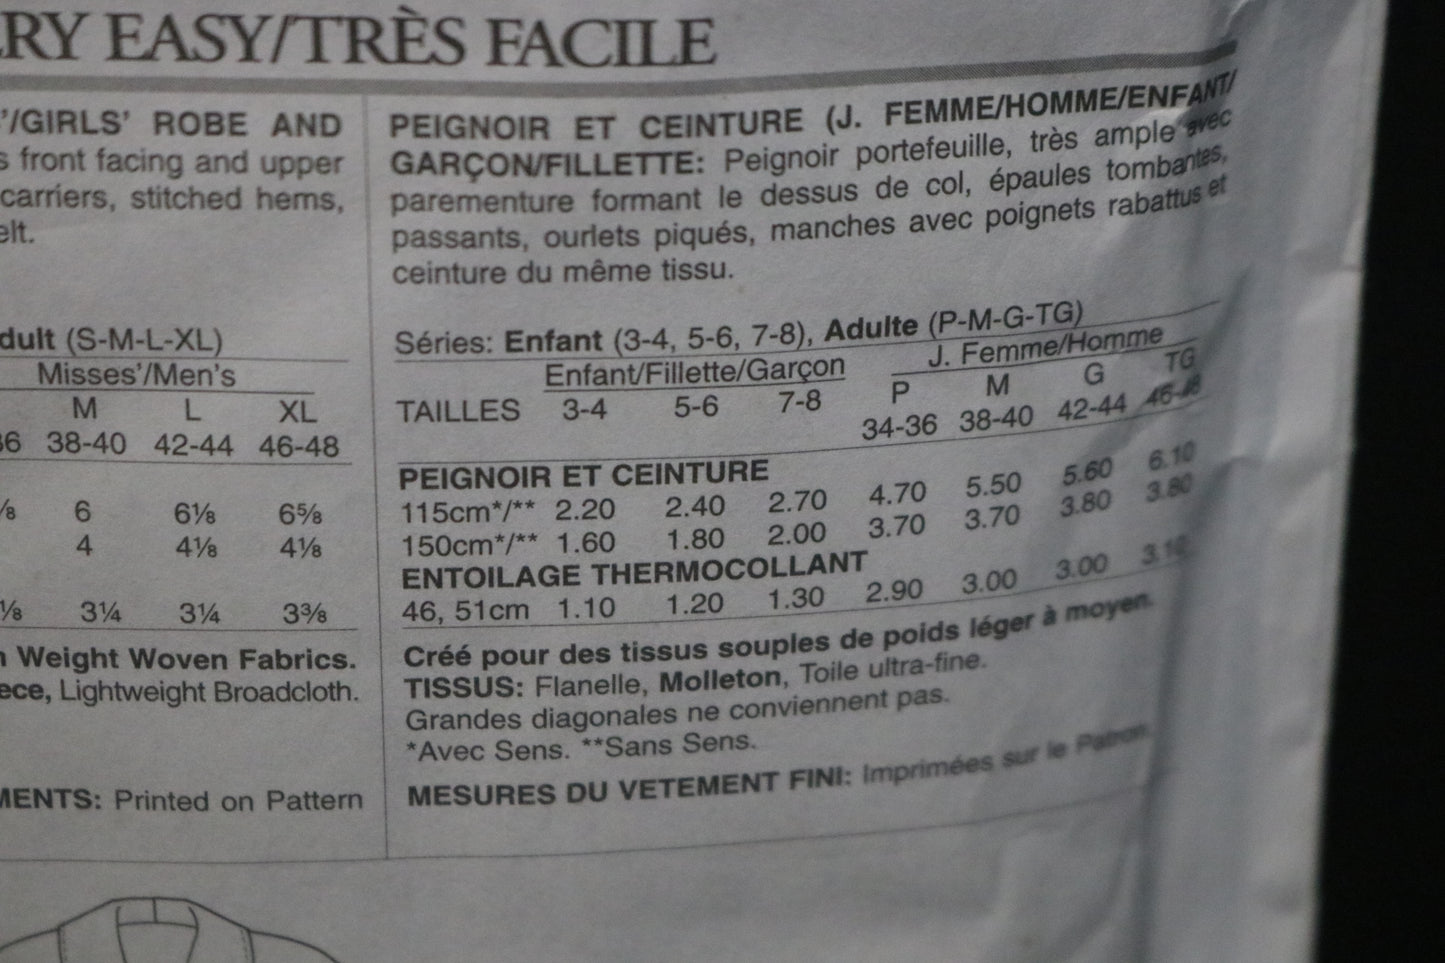 RY EASY/TRÈS FACILE
'/GIRLS' ROBE AND
s front facing and upper
carriers, stitched hems,
elt.
dult (S-M-L-XL)
Misses'/Men's
M L XL
36 38-40 42-44 46-48
⅛ 6 6⅛ 6⅝
4 4⅛ 4⅛
⅛ 3¼ 3¼ 3⅜
n Weight Woven Fabrics.
ece, Lightweight Broadcloth.
MENTS: Printed on Pattern
PEIGNOIR ET CEINTURE (J. FEMME/HOMME/ENFANT/
GARÇON/FILLETTE: Peignoir portefeuille, très ample avec
parementure formant le dessus de col, épaules tombantes,
passants, ourlets piqués, manches avec poignets rabattus et
ceinture du même tissu.
Séries: Enfant (3-4, 5-6, 7-8), Adulte (P-M-G-TG)
Enfant/Fillette/Garçon J. Femme/Homme
TAILLES 3-4 5-6 7-8 P M G TG
34-36 38-40 42-44 46-48
PEIGNOIR ET CEINTURE
115cm*/** 2.20 2.40 2.70 4.70 5.50 5.60 6.10
150cm*/** 1.60 1.80 2.00 3.70 3.70 3.80 3.80
ENTOILAGE THERMOCOLLANT
46, 51cm 1.10 1.20 1.30 2.90 3.00 3.00 3.10
Créé pour des tissus souples de poids léger à moyen.
TISSUS: Flanelle, Molleton, Toile ultra-fine.
Grandes diagonales ne conviennent pas.
*Avec Sens. **Sans Sens.
MESURES DU VETEMENT FINI: Imprimées sur le Patron.